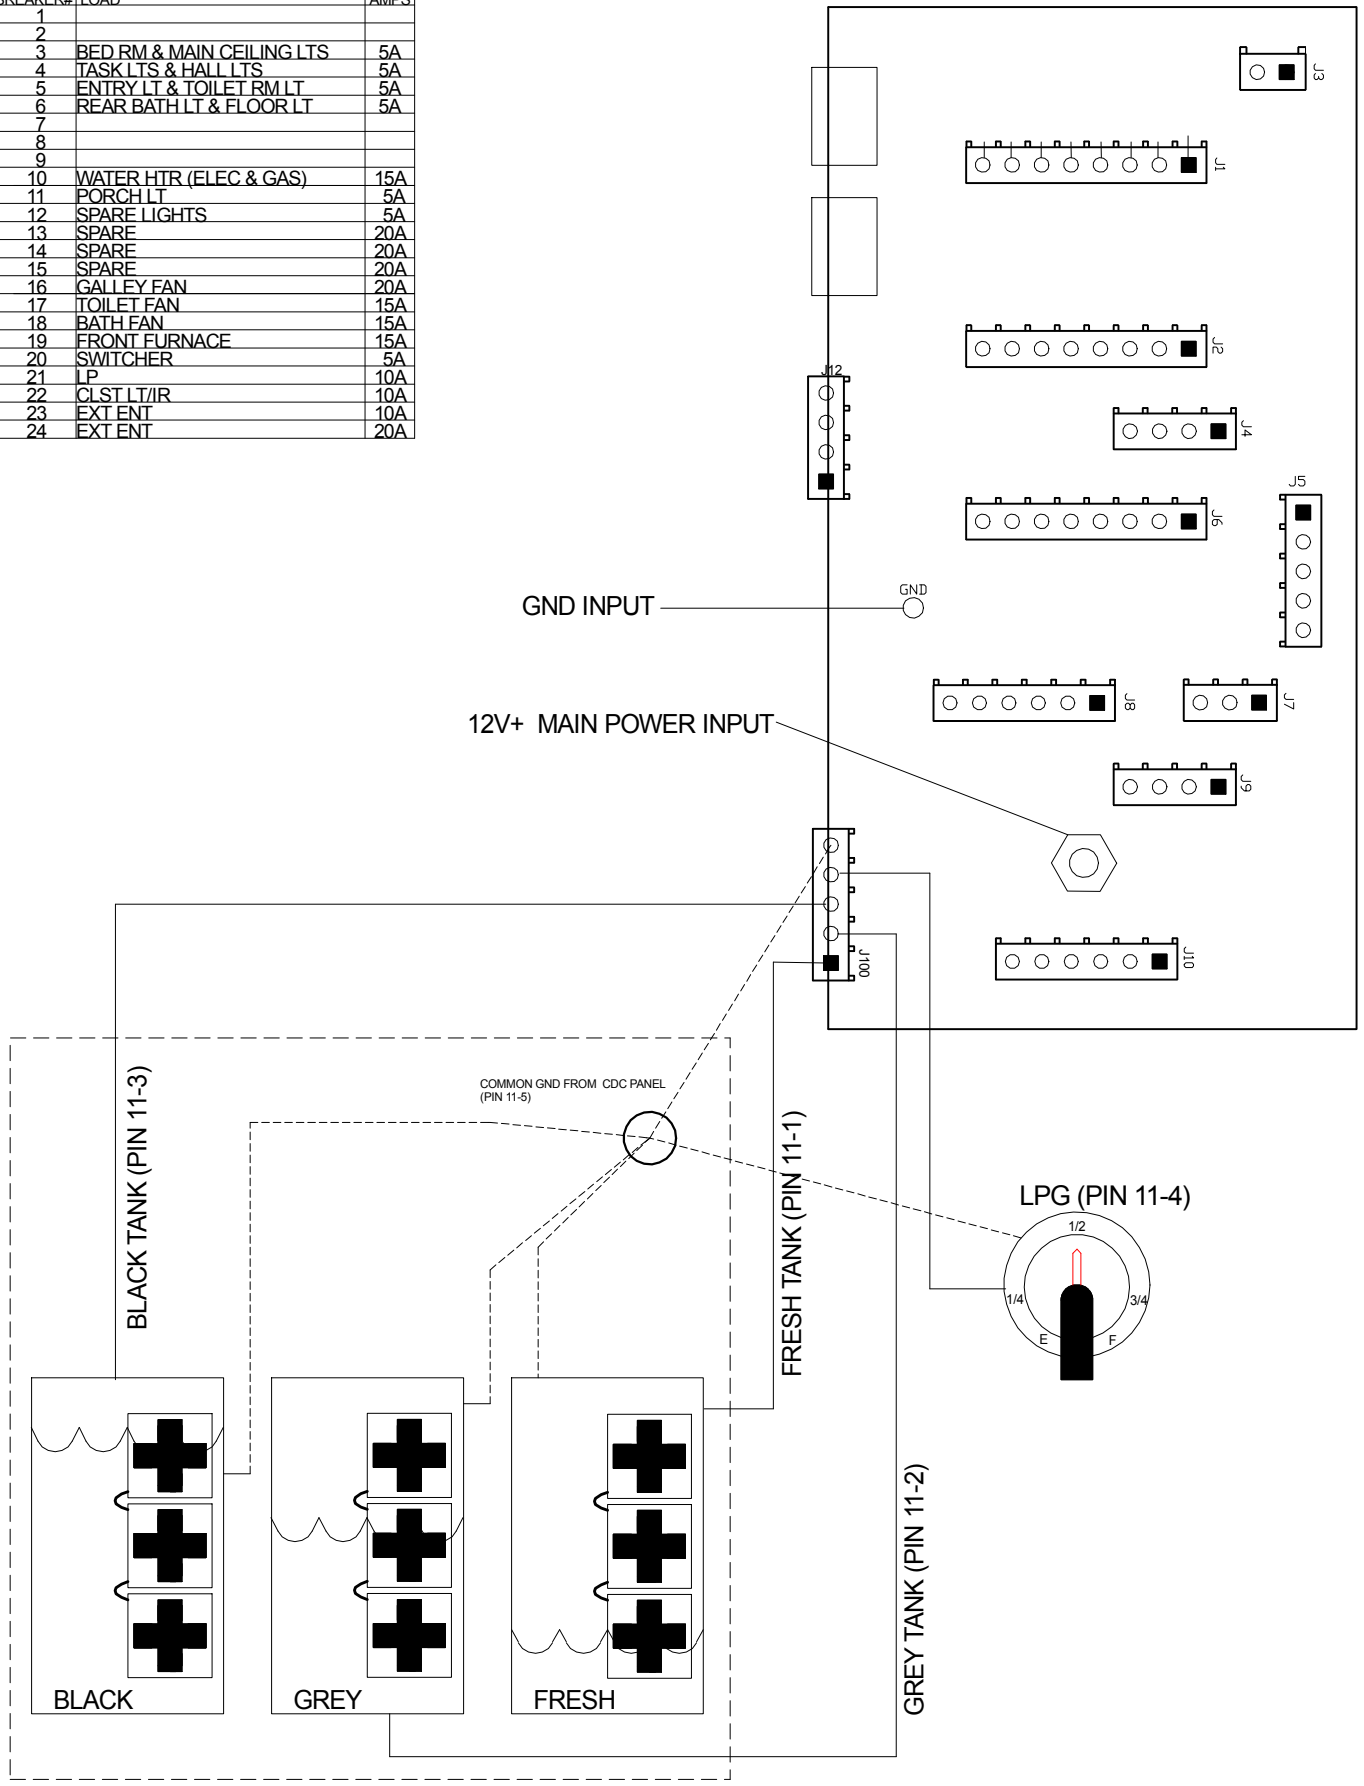 BREAKER# LOAD AMPS
1
2
3 BED RM & MAIN CEILING LTS 5A
4 TASK LTS & HALL LTS 5A
5 ENTRY LT & TOILET RM LT 5A
6 REAR BATH LT & FLOOR LT 5A
7
8
9
10 WATER HTR (ELEC & GAS) 15A
11 PORCH LT 5A
12 SPARE LIGHTS 5A
13 SPARE 20A
14 SPARE 20A
15 SPARE 20A
16 GALLEY FAN 20A
17 TOILET FAN 15A
18 BATH FAN 15A
19 FRONT FURNACE 15A
20 SWITCHER 5A
21 LP 10A
22 CLST LT/IR 10A
23 EXT ENT 10A
24 EXT ENT 20A
J3
J1
J2
J12
J4
J5
J6
GND
GND INPUT
J8
J7
12V+ MAIN POWER INPUT
J9
J100
J10
COMMON GND FROM CDC PANEL
(PIN 11-5)
BLACK TANK (PIN 11-3)
FRESH TANK (PIN 11-1)
LPG (PIN 11-4)
1/2
1/4
3/4
E
F
GREY TANK (PIN 11-2)
BLACK
GREY
FRESH